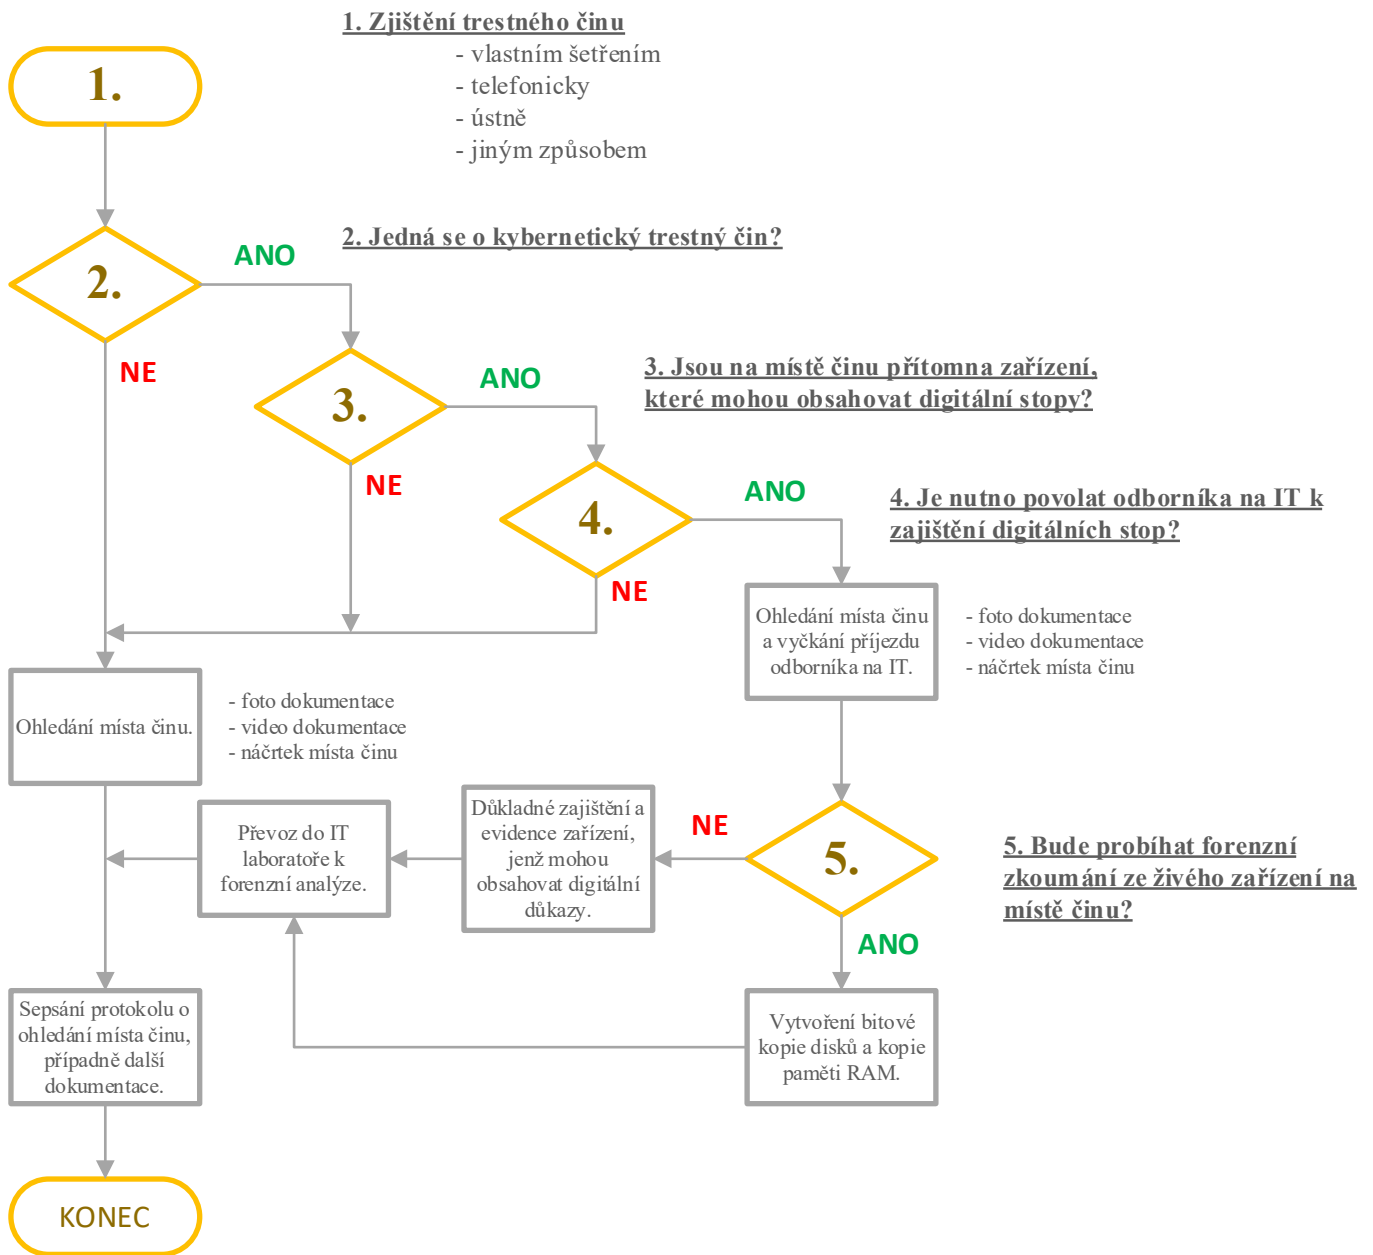 1. Zjištění trestného činu
- vlastním šetřením
- telefonicky
- ústně
- jiným způsobem
1.
2. Jedná se o kybernetický trestný čin?
ANO
2.
NE
3. Jsou na místě činu přítomna zařízení,
které mohou obsahovat digitální stopy?
ANO
3.
NE
4. Je nutno povolat odborníka na IT k
zajištění digitálních stop?
ANO
4.
NE
Ohledání místa činu
a vyčkání příjezdu
odborníka na IT.
- foto dokumentace
- video dokumentace
- náčrtek místa činu
Ohledání místa činu.
- foto dokumentace
- video dokumentace
- náčrtek místa činu
Převoz do IT
laboratoře k
forenzní analýze.
Důkladné zajištění a
evidence zařízení,
jenž mohou
obsahovat digitální
důkazy.
NE
5.
ANO
5. Bude probíhat forenzní
zkoumání ze živého zařízení na
místě činu?
Sepsání protokolu o
ohledání místa činu,
případně další
dokumentace.
Vytvoření bitové
kopie disků a kopie
paměti RAM.
KONEC